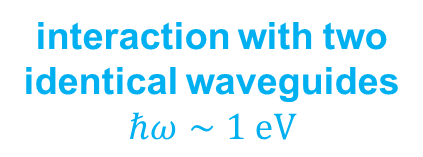 interaction with two
identical waveguides
ℏω ~ 1 eV